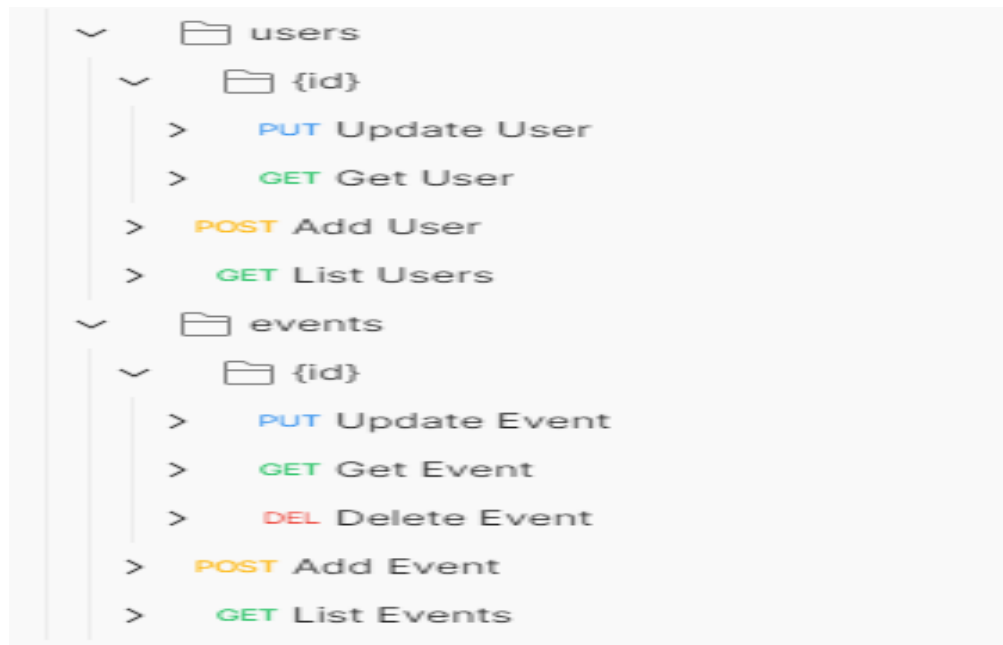 users
{id}
PUT Update User
GET Get User
POST Add User
GET List Users
events
{id}
PUT Update Event
GET Get Event
DEL Delete Event
POST Add Event
GET List Events